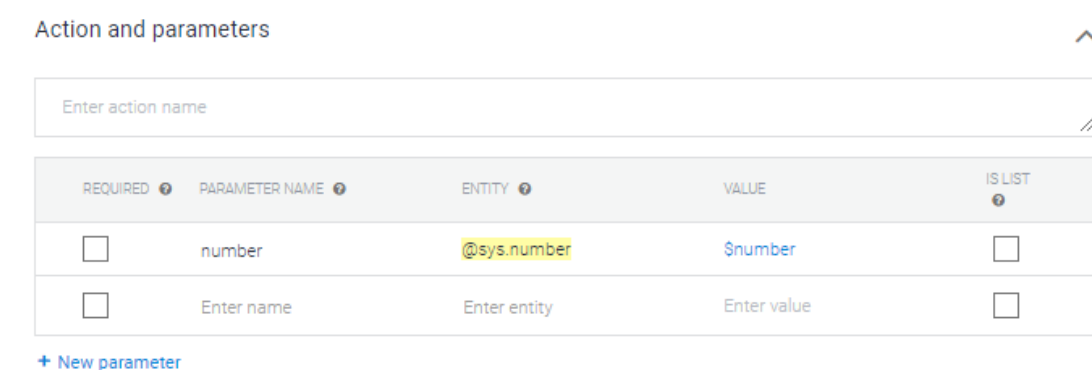 Action and parameters
Enter action name
REQUIRED PARAMETER NAME ENTITY VALUE IS LIST
number @sys.number $number
Enter name Enter entity Enter value
+ New parameter